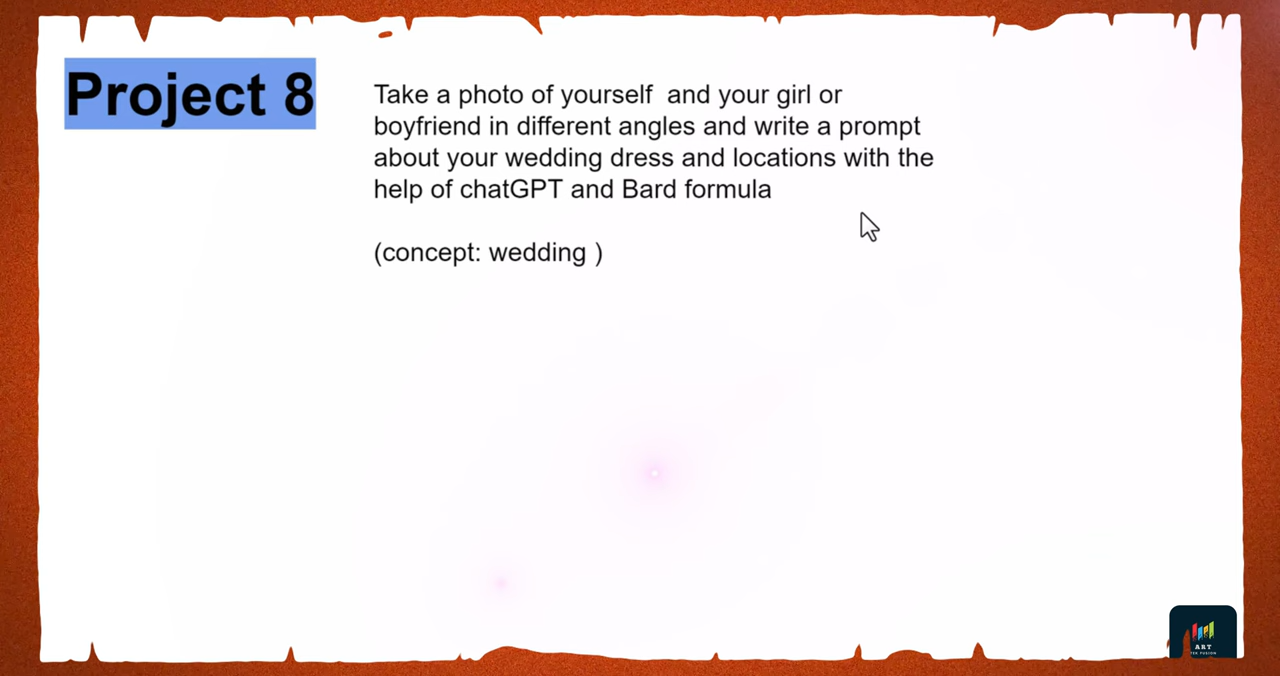 Project 8
Take a photo of yourself  and your girl or
boyfriend in different angles and write a prompt
about your wedding dress and locations with the
help of chatGPT and Bard formula
(concept: wedding )
ART